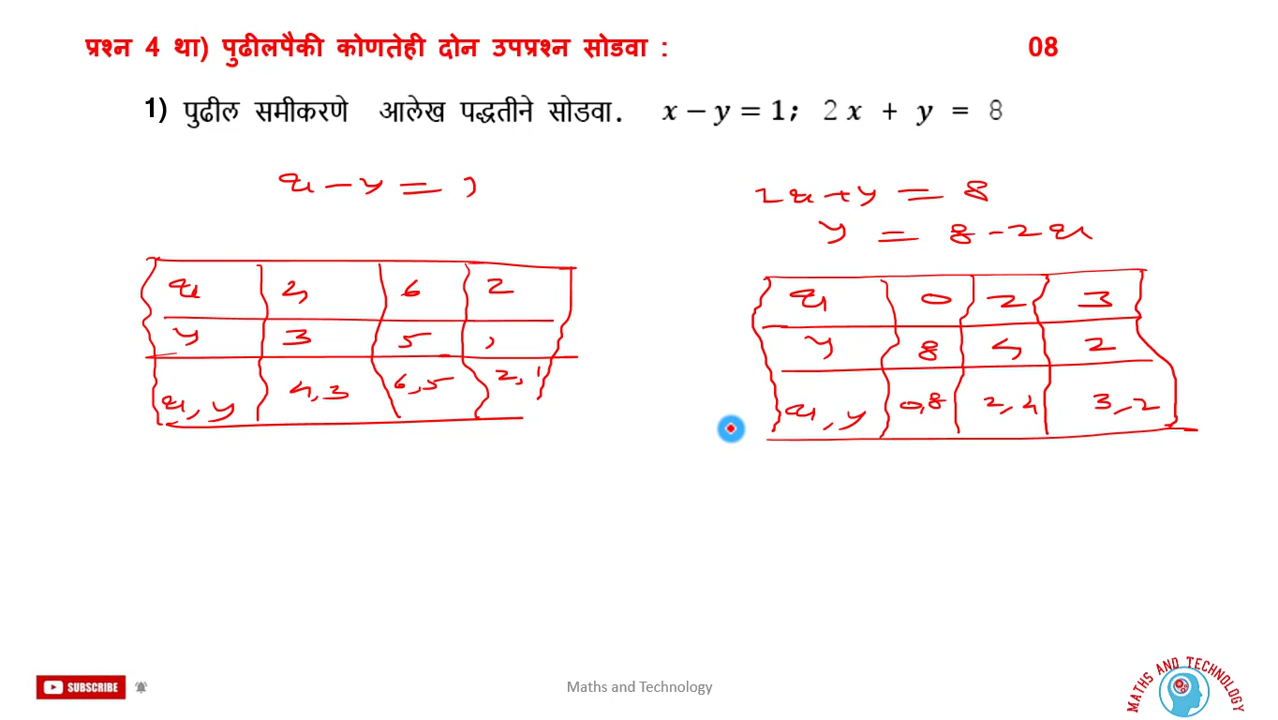 प्रश्न 4 था) पुढीलपैकी कोणतेही दोन उपप्रश्न सोडवा : 08
1) पुढील समीकरणे आलेख पद्धतीने सोडवा. x − y = 1; 2x + y = 8
x − y = 1
2x + y = 8
y = 8 - 2x
x 4 6 2
y 3 5 1
x, y 4,3 6,5 2,1
x 0 2 3
y 8 4 2
x, y 0,8 2,4 3,2
SUBSCRIBE
Maths and Technology
MATHS AND TECHNOLOGY